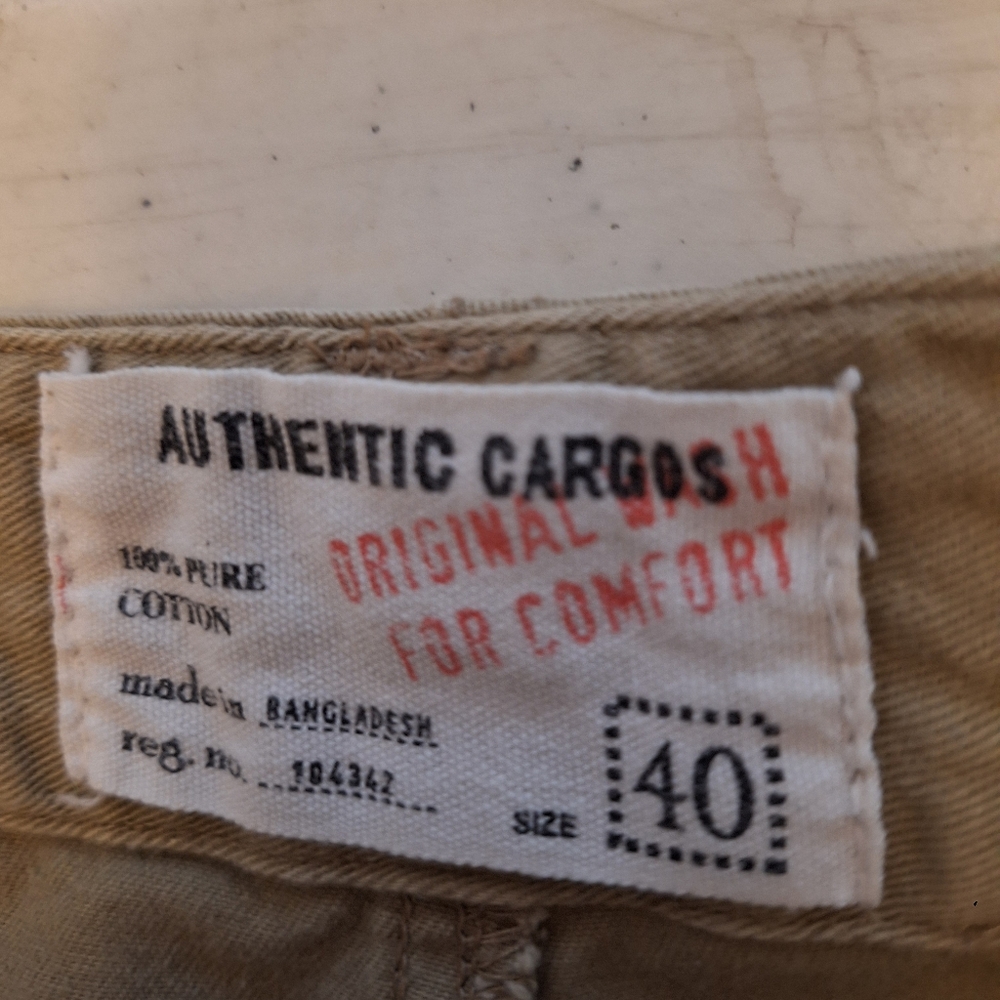 AUTHENTIC CARGOS
ORIGINAL WASH
FOR COMFORT
100% PURE
COTTON
made in BANGLADESH
reg. no. 104342
SIZE 40